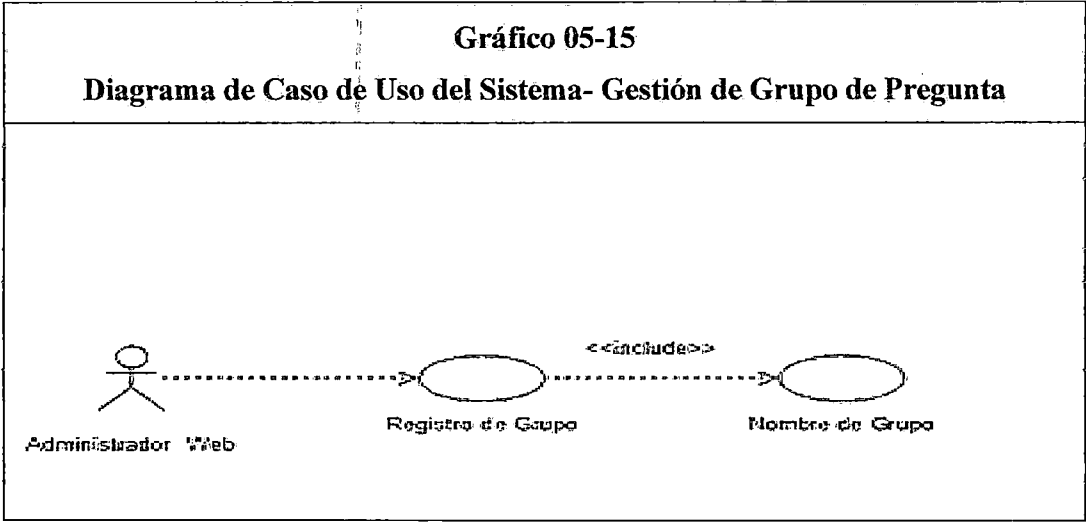 Gráfico 05-15
Diagrama de Caso de Uso del Sistema- Gestión de Grupo de Pregunta
<<include>>
Registro de Grupo
Nombre de Grupo
Administrador Web